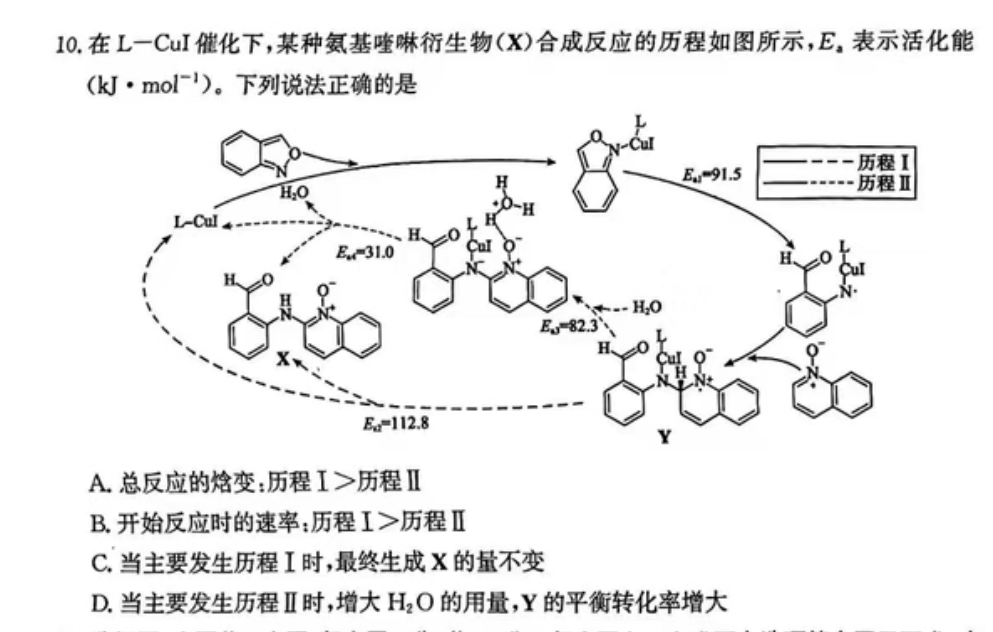 10. 在 L－CuI 催化下,某种氨基喹啉衍生物(X)合成反应的历程如图所示,Eₐ 表示活化能
(kJ·mol⁻¹)。下列说法正确的是
L
O
N
CuI
O
N
Eₐ₁=91.5
历程Ⅰ
历程Ⅱ
H₂O
L-CuI
Eₐ₄=31.0
H
O
L
CuI
N⁻
O⁻
N⁺
H
⁺O
H
H
H
O
L
CuI
N·
H
O
H
N
O⁻
N⁺
X
H₂O
Eₐ₃=82.3
H
O
L
CuI
N
H
O⁻
N⁺
Y
O⁻
N⁺
Eₐ₂=112.8
A. 总反应的焓变:历程Ⅰ＞历程Ⅱ
B. 开始反应时的速率:历程Ⅰ＞历程Ⅱ
C. 当主要发生历程Ⅰ时,最终生成 X 的量不变
D. 当主要发生历程Ⅱ时,增大 H₂O 的用量,Y 的平衡转化率增大